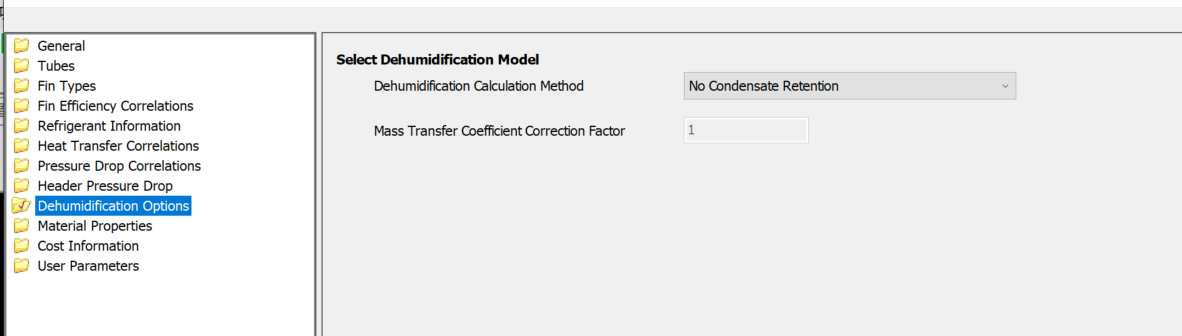 General
Tubes
Fin Types
Fin Efficiency Correlations
Refrigerant Information
Heat Transfer Correlations
Pressure Drop Correlations
Header Pressure Drop
Dehumidification Options
Material Properties
Cost Information
User Parameters
Select Dehumidification Model
Dehumidification Calculation Method No Condensate Retention
Mass Transfer Coefficient Correction Factor 1